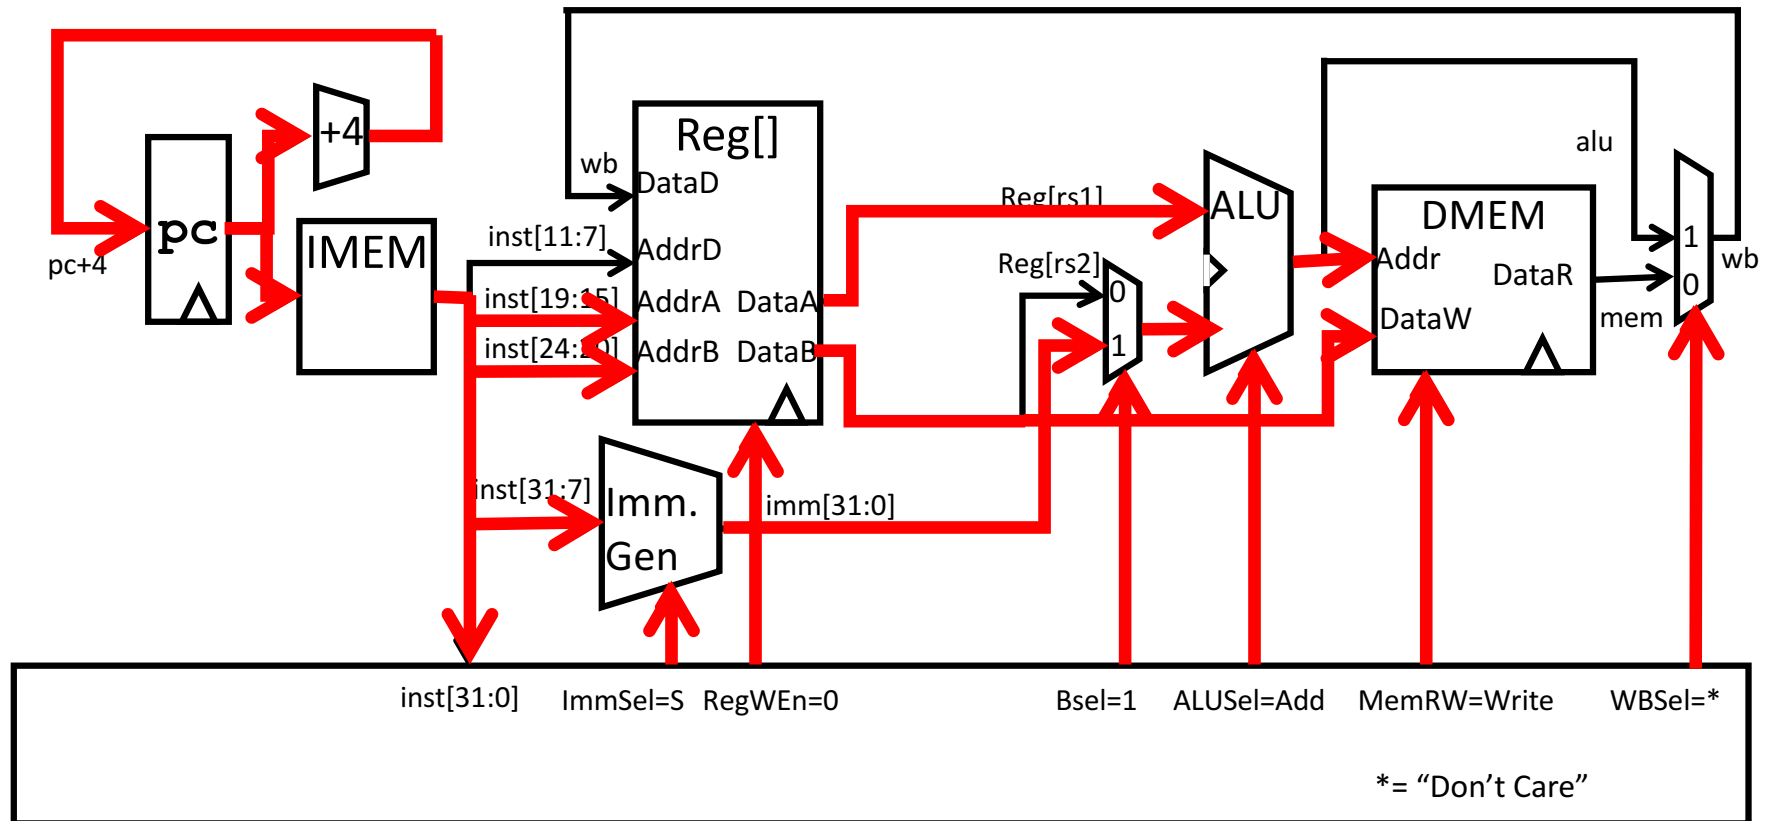 +4
Reg[]
wb
DataD
alu
pc
pc+4
IMEM
inst[11:7]
AddrD
inst[19:15]
AddrA
DataA
inst[24:20]
AddrB
DataB
Reg[rs1]
Reg[rs2]
0
1
ALU
DMEM
Addr
DataR
DataW
mem
1
0
wb
inst[31:7]
Imm.
Gen
imm[31:0]
inst[31:0]
ImmSel=S
RegWEn=0
Bsel=1
ALUSel=Add
MemRW=Write
WBSel=*
*= “Don’t Care”